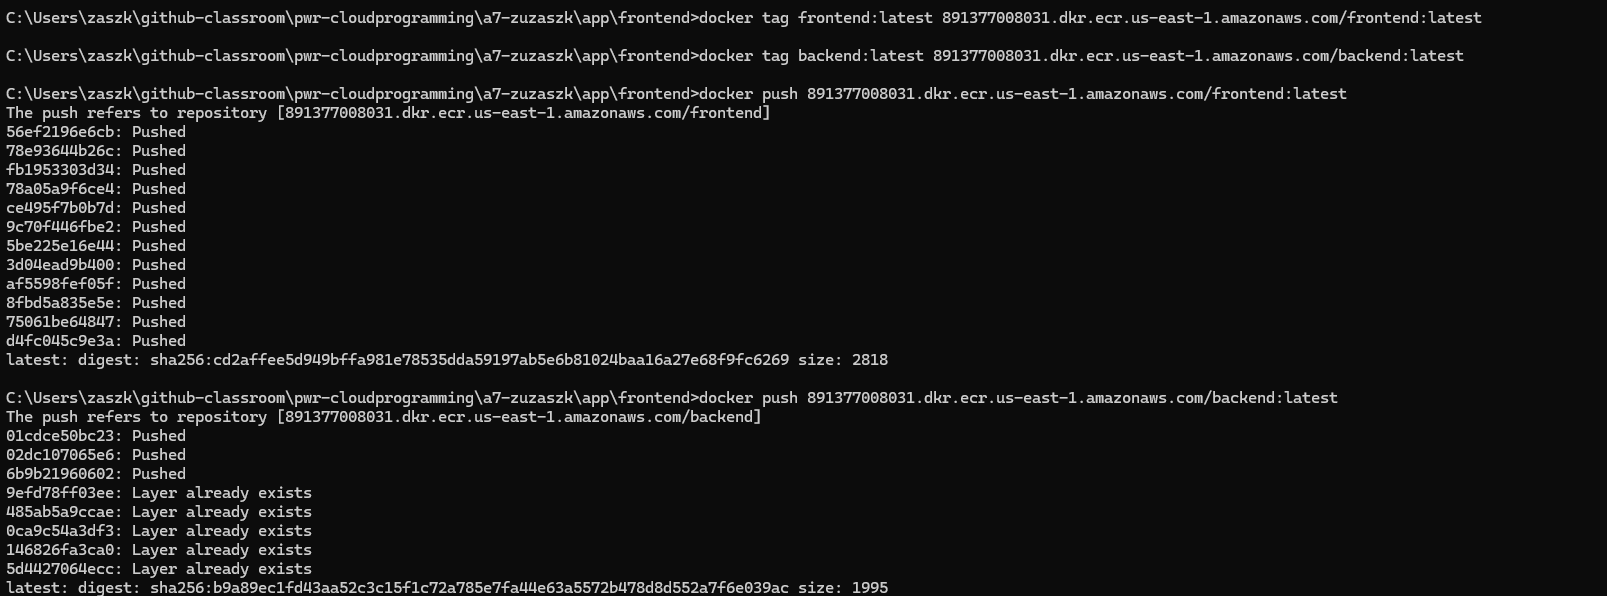 C:\Users\zaszk\github-classroom\pwr-cloudprogramming\a7-zuzaszk\app\frontend>docker tag frontend:latest 891377008031.dkr.ecr.us-east-1.amazonaws.com/frontend:latest
C:\Users\zaszk\github-classroom\pwr-cloudprogramming\a7-zuzaszk\app\frontend>docker tag backend:latest 891377008031.dkr.ecr.us-east-1.amazonaws.com/backend:latest
C:\Users\zaszk\github-classroom\pwr-cloudprogramming\a7-zuzaszk\app\frontend>docker push 891377008031.dkr.ecr.us-east-1.amazonaws.com/frontend:latest
The push refers to repository [891377008031.dkr.ecr.us-east-1.amazonaws.com/frontend]
56ef2196e6cb: Pushed
78e93644b26c: Pushed
fb1953303d34: Pushed
78a05a9f6ce4: Pushed
ce495f7b0b7d: Pushed
9c70f446fbe2: Pushed
5be225e16e44: Pushed
3d04ead9b400: Pushed
af5598fef05f: Pushed
8fbd5a835e5e: Pushed
75061be64847: Pushed
d4fc045c9e3a: Pushed
latest: digest: sha256:cd2affee5d949bffa981e78535dda59197ab5e6b81024baa16a27e68f9fc6269 size: 2818
C:\Users\zaszk\github-classroom\pwr-cloudprogramming\a7-zuzaszk\app\frontend>docker push 891377008031.dkr.ecr.us-east-1.amazonaws.com/backend:latest
The push refers to repository [891377008031.dkr.ecr.us-east-1.amazonaws.com/backend]
01cdce50bc23: Pushed
02dc107065e6: Pushed
6b9b21960602: Pushed
9efd78ff03ee: Layer already exists
485ab5a9ccae: Layer already exists
0ca9c54a3df3: Layer already exists
146826fa3ca0: Layer already exists
5d4427064ecc: Layer already exists
latest: digest: sha256:b9a89ec1fd43aa52c3c15f1c72a785e7fa44e63a5572b478d8d552a7f6e039ac size: 1995